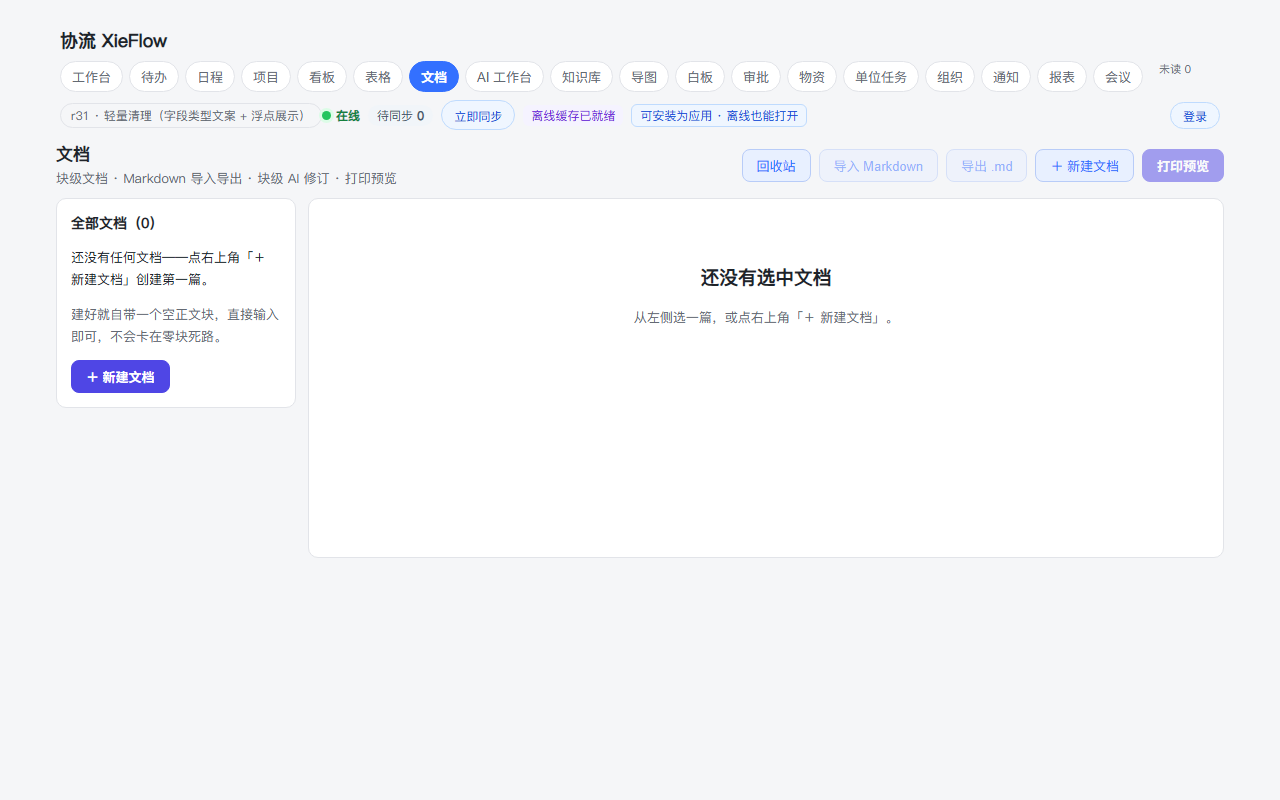 协流 XieFlow
工作台 待办 日程 项目 看板 表格 文档 AI 工作台 知识库 导图 白板 审批 物资 单位任务 组织 通知 报表 会议 未读 0
r31 · 轻量清理（字段类型文案 + 浮点展示） 在线 待同步 0 立即同步 离线缓存已就绪 可安装为应用 · 离线也能打开 登录
文档
块级文档 · Markdown 导入导出 · 块级 AI 修订 · 打印预览
回收站 导入 Markdown 导出 .md ＋ 新建文档 打印预览
全部文档（0）
还没有任何文档——点右上角「＋
新建文档」创建第一篇。
建好就自带一个空正文块，直接输入
即可，不会卡在零块死路。
＋ 新建文档
还没有选中文档
从左侧选一篇，或点右上角「＋ 新建文档」。